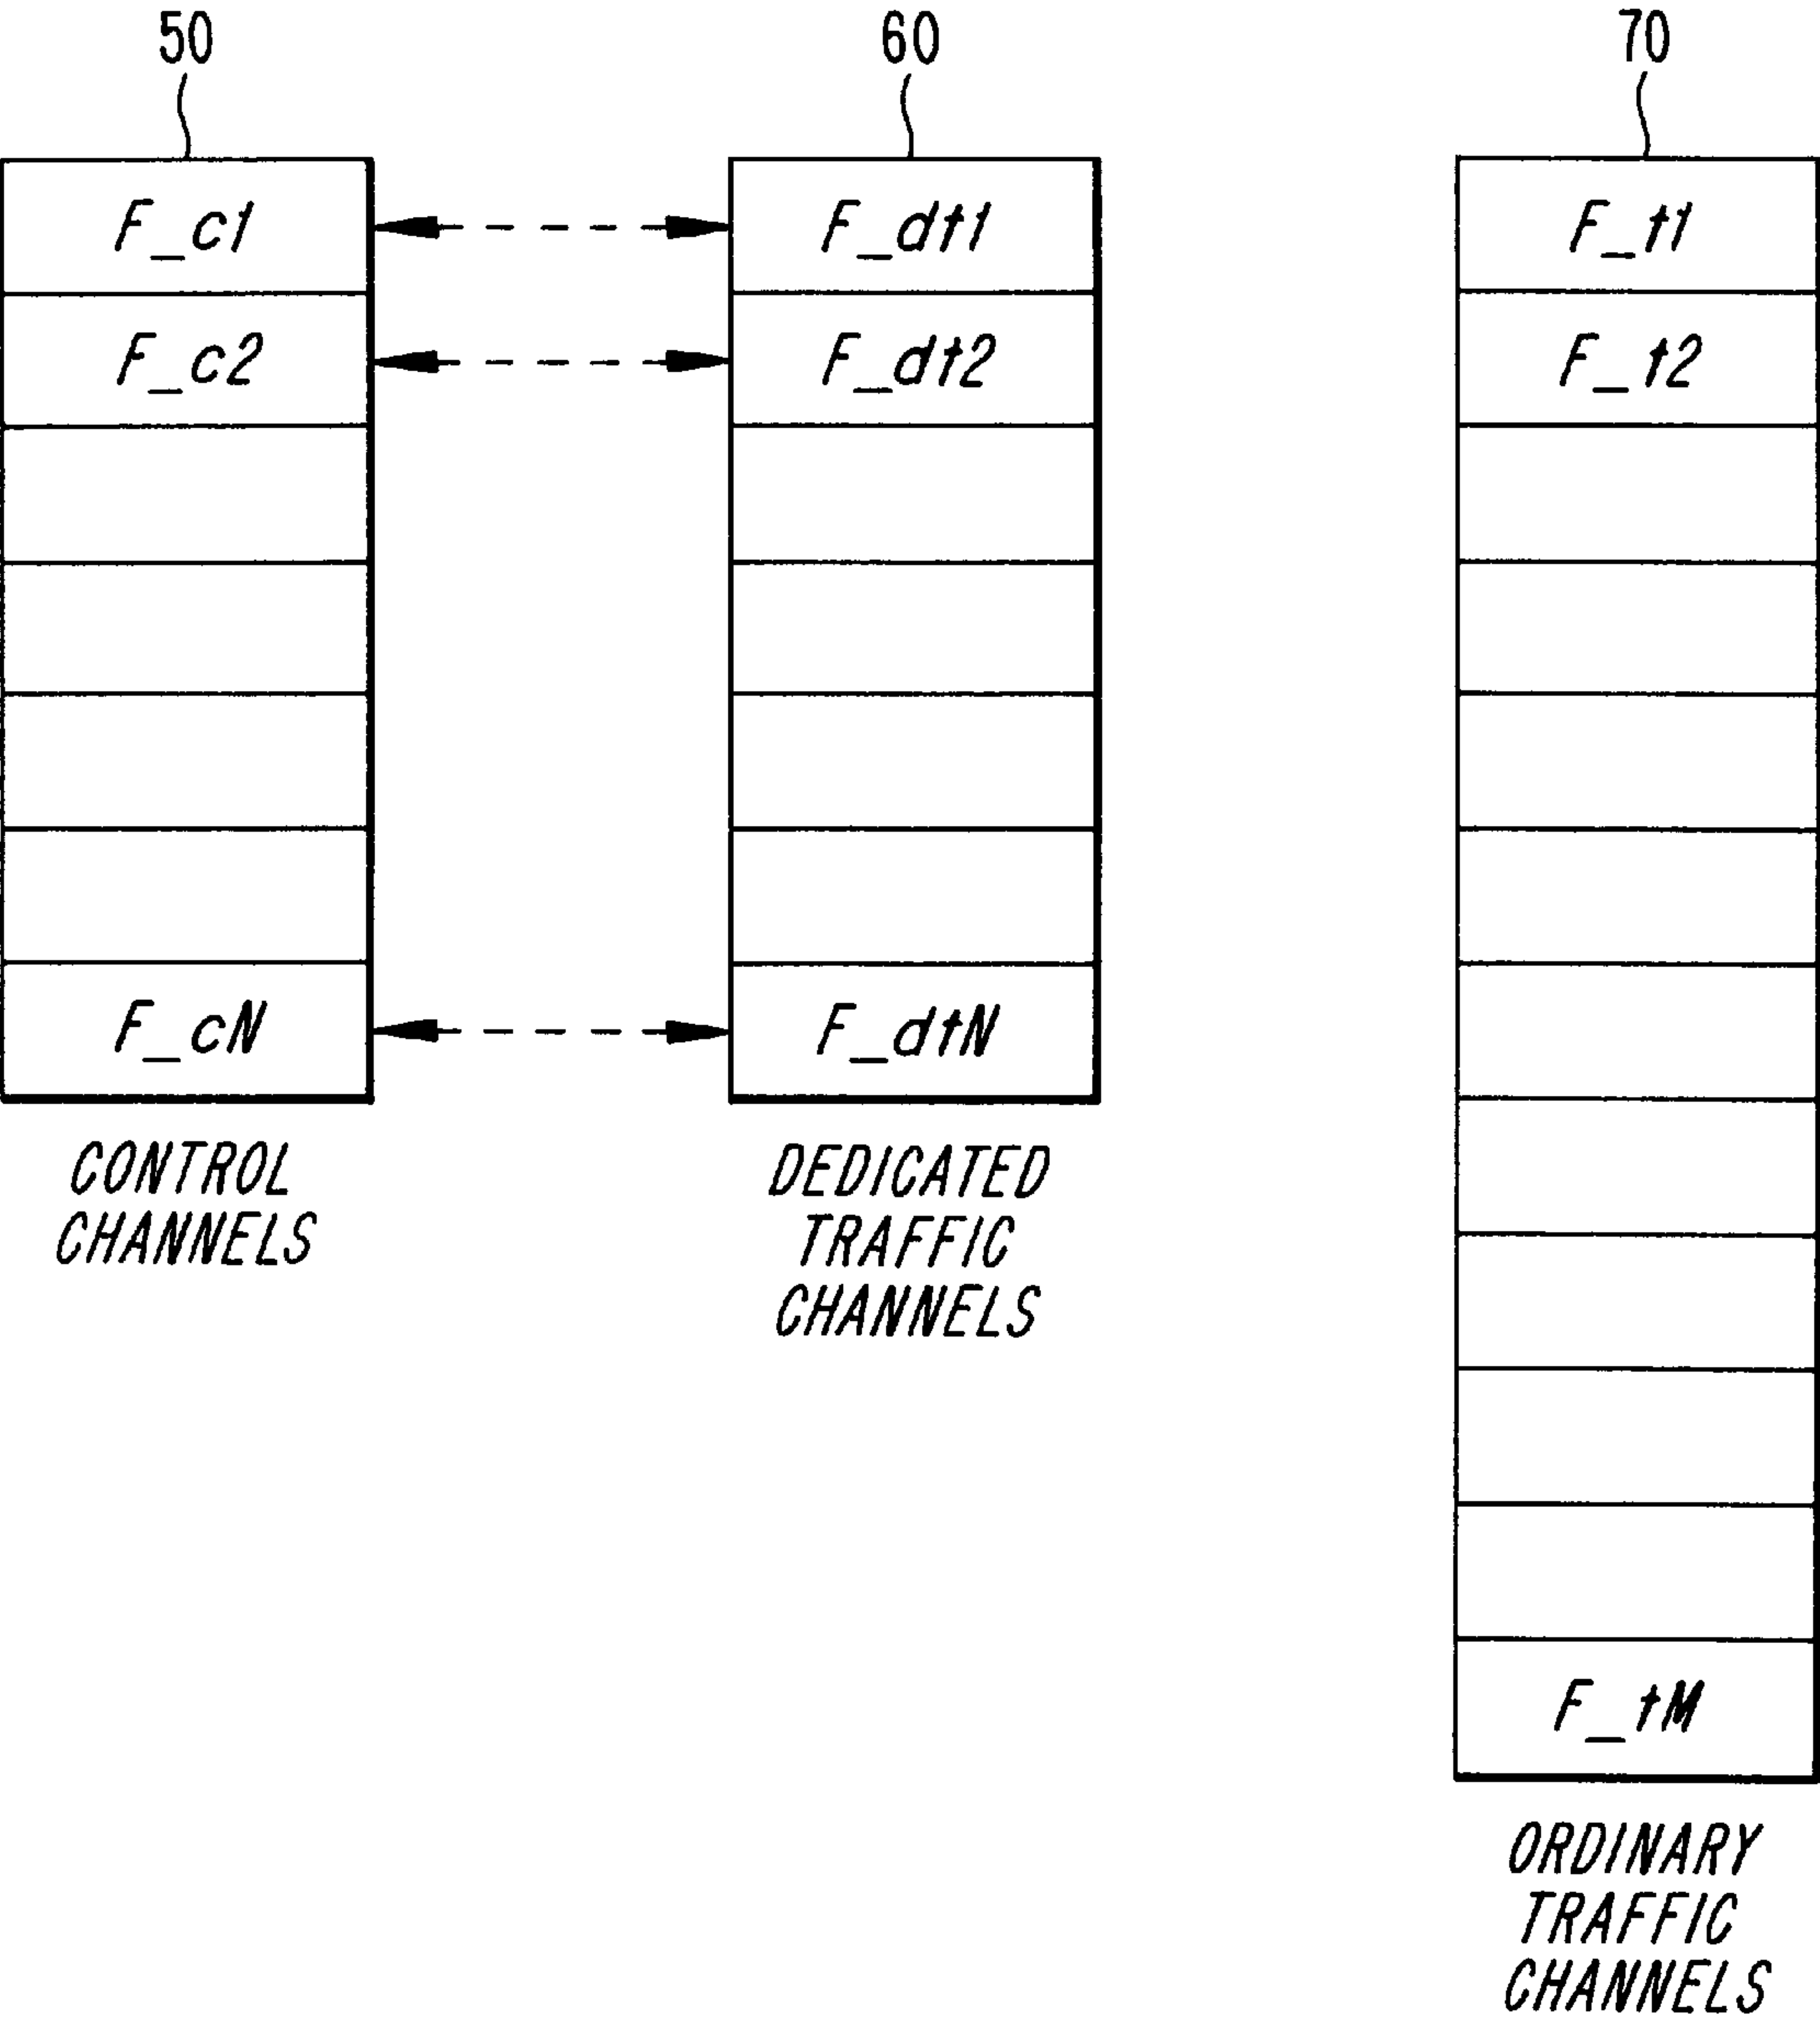 50
60
70
F_c1
F_dt1
F_t1
F_c2
F_dt2
F_t2
F_cN
F_dtN
CONTROL
CHANNELS
DEDICATED
TRAFFIC
CHANNELS
F_tM
ORDINARY
TRAFFIC
CHANNELS